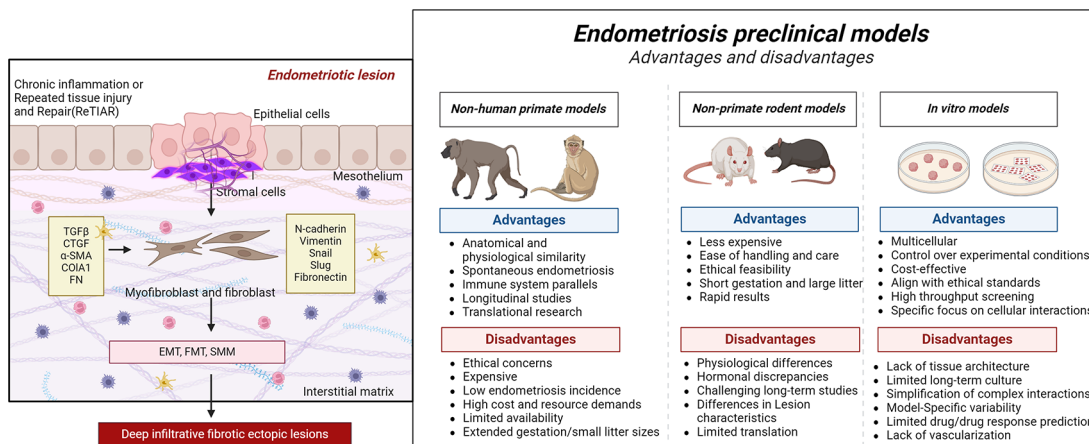 Endometriosis preclinical models
Advantages and disadvantages
Endometriotic lesion
Chronic inflammation or
Repeated tissue injury
and Repair(ReTIAR)
Epithelial cells
Mesothelium
Stromal cells
TGFβ
CTGF
α-SMA
COIA1
FN
N-cadherin
Vimentin
Snail
Slug
Fibronectin
Myofibroblast and fibroblast
EMT, FMT, SMM
Interstitial matrix
Deep infiltrative fibrotic ectopic lesions
Non-human primate models
Advantages
• Anatomical and
physiological similarity
• Spontaneous endometriosis
• Immune system parallels
• Longitudinal studies
• Translational research
Disadvantages
• Ethical concerns
• Expensive
• Low endometriosis incidence
• High cost and resource demands
• Limited availability
• Extended gestation/small litter sizes
Non-primate rodent models
Advantages
• Less expensive
• Ease of handling and care
• Ethical feasibility
• Short gestation and large litter
• Rapid results
Disadvantages
• Physiological differences
• Hormonal discrepancies
• Challenging long-term studies
• Differences in Lesion
characteristics
• Limited translation
In vitro models
Advantages
• Multicellular
• Control over experimental conditions
• Cost-effective
• Align with ethical standards
• High throughput screening
• Specific focus on cellular interactions
Disadvantages
• Lack of tissue architecture
• Limited long-term culture
• Simplification of complex interactions
• Model-Specific variability
• Limited drug/drug response prediction
• Lack of vascularization